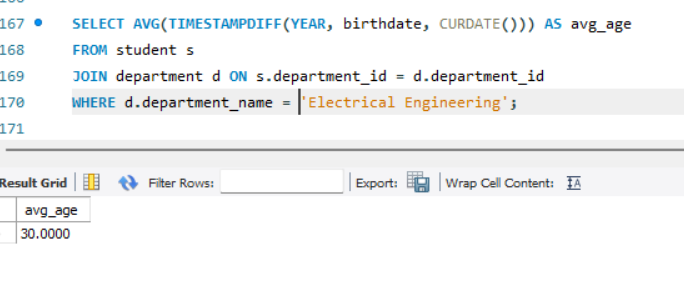 167 SELECT AVG(TIMESTAMPDIFF(YEAR, birthdate, CURDATE())) AS avg_age
168 FROM student s
169 JOIN department d ON s.department_id = d.department_id
170 WHERE d.department_name = 'Electrical Engineering';
171
Result Grid Filter Rows: Export: Wrap Cell Content:
avg_age
30.0000